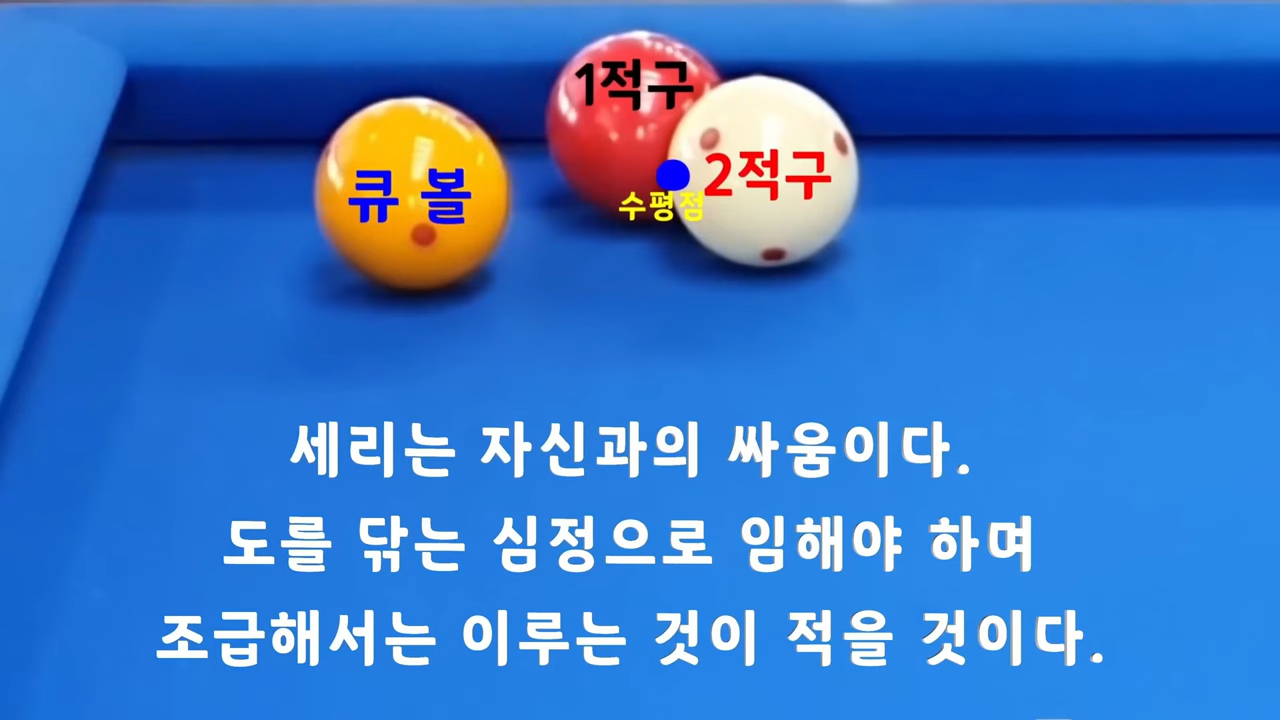 1적구
큐 볼
2적구
수평점
세리는 자신과의 싸움이다.
도를 닦는 심정으로 임해야 하며
조급해서는 이루는 것이 적을 것이다.